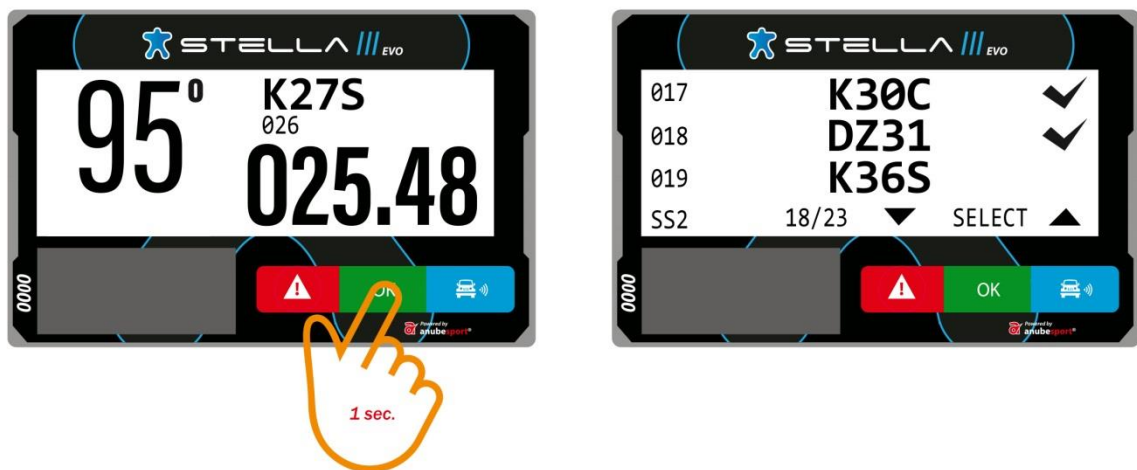 STELLA III EVO
95°
K27S
026
025.48
0000
OK
Powered by
anubesport®
1 sec.
STELLA III EVO
017 K30C
018 DZ31
019 K36S
SS2 18/23 ▼ SELECT ▲
0000
OK
Powered by
anubesport®